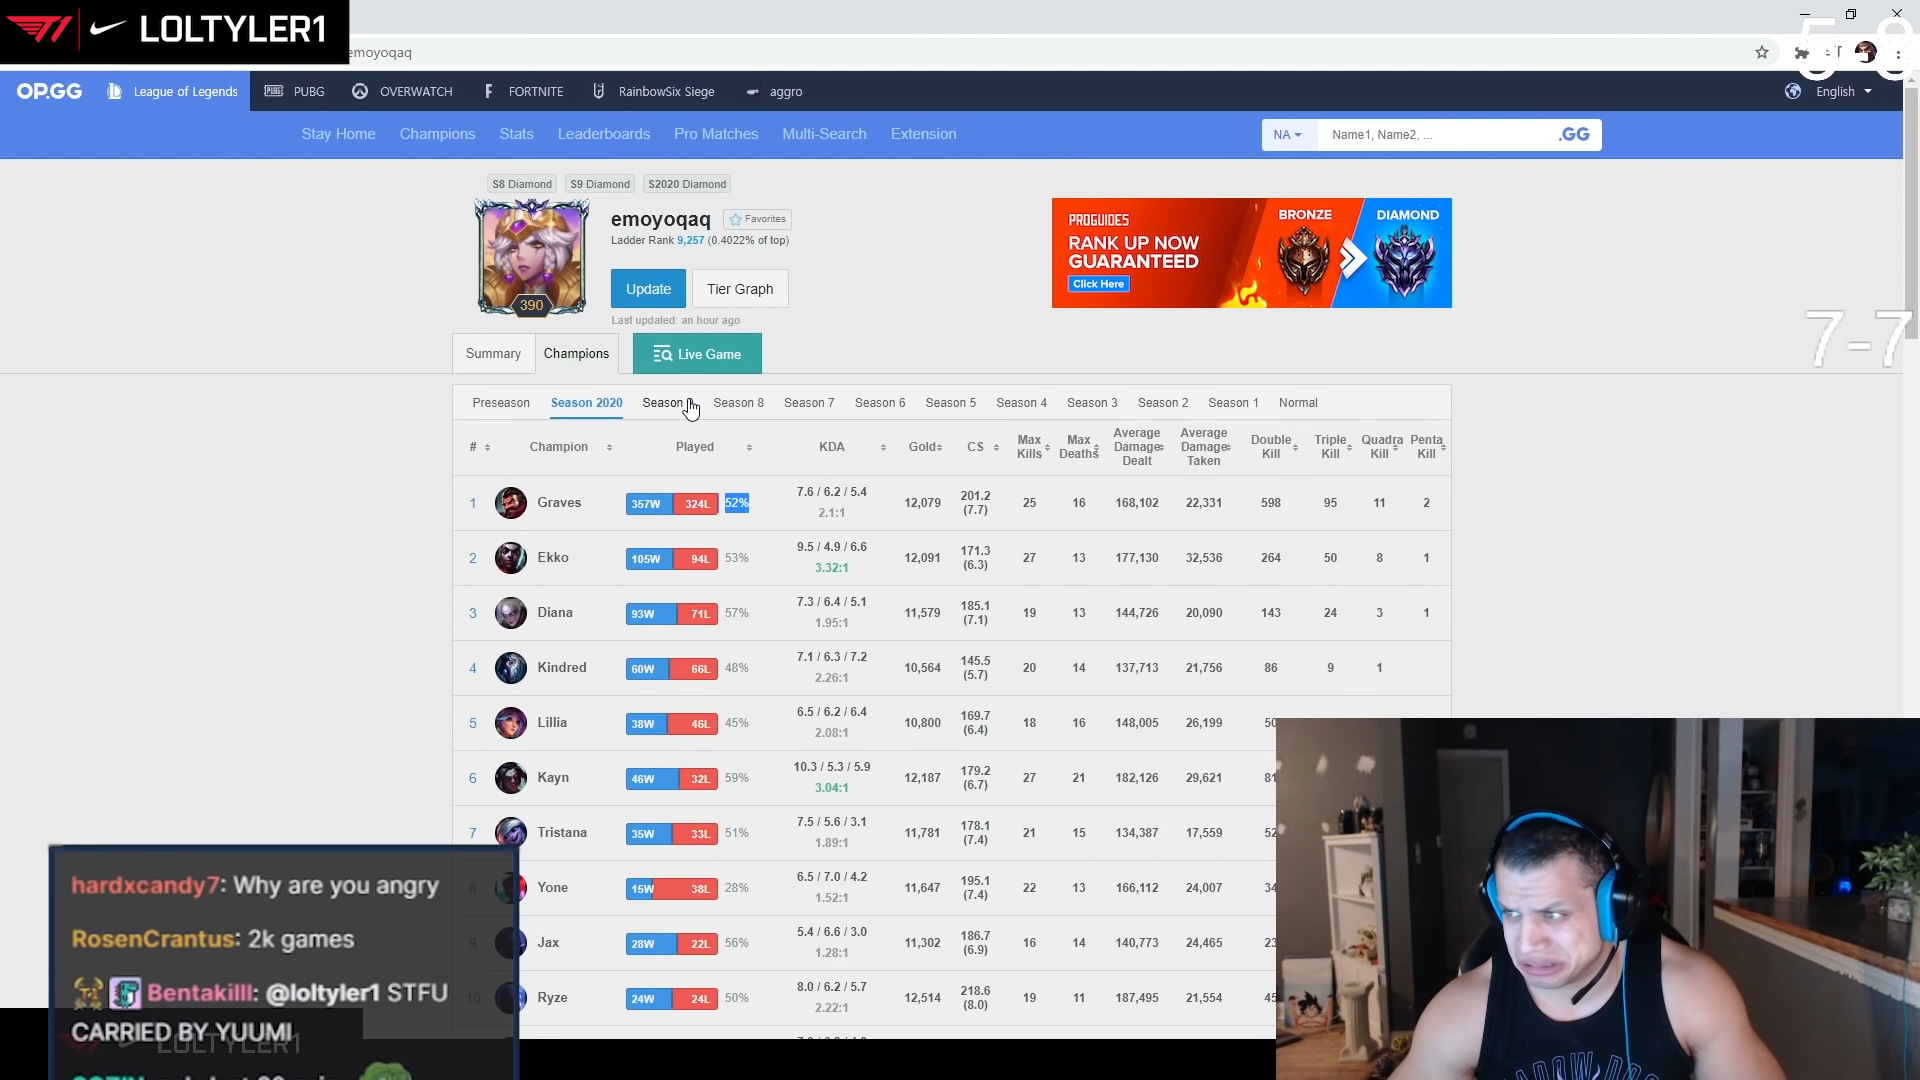 LOLTYLER1
5-8
emoyoqaq
OP.GG League of Legends PUBG OVERWATCH FORTNITE RainbowSix Siege aggro English
Stay Home Champions Stats Leaderboards Pro Matches Multi-Search Extension NA Name1, Name2, ... .GG
S8 Diamond S9 Diamond S2020 Diamond
emoyoqaq Favorites
Ladder Rank 9,257 (0.4022% of top)
390
Update Tier Graph
Last updated: an hour ago
PROGUIDES
RANK UP NOW
GUARANTEED
Click Here
BRONZE DIAMOND
7-7
Summary Champions Live Game
Preseason Season 2020 Season Season 8 Season 7 Season 6 Season 5 Season 4 Season 3 Season 2 Season 1 Normal
# Champion Played KDA Gold CS Max Kills Max Deaths Average Damage Dealt Average Damage Taken Double Kill Triple Kill Quadra Kill Penta Kill
1 Graves 357W 324L 52% 7.6 / 6.2 / 5.4 2.1:1 12,079 201.2 (7.7) 25 16 168,102 22,331 598 95 11 2
2 Ekko 105W 94L 53% 9.5 / 4.9 / 6.6 3.32:1 12,091 171.3 (6.3) 27 13 177,130 32,536 264 50 8 1
3 Diana 93W 71L 57% 7.3 / 6.4 / 5.1 1.95:1 11,579 185.1 (7.1) 19 13 144,726 20,090 143 24 3 1
4 Kindred 60W 66L 48% 7.1 / 6.3 / 7.2 2.26:1 10,564 145.5 (5.7) 20 14 137,713 21,756 86 9 1
5 Lillia 38W 46L 45% 6.5 / 6.2 / 6.4 2.08:1 10,800 169.7 (6.4) 18 16 148,005 26,199 50
6 Kayn 46W 32L 59% 10.3 / 5.3 / 5.9 3.04:1 12,187 179.2 (6.7) 27 21 182,126 29,621 81
7 Tristana 35W 33L 51% 7.5 / 5.6 / 3.1 1.89:1 11,781 178.1 (7.4) 21 15 134,387 17,559 52
8 Yone 15W 38L 28% 6.5 / 7.0 / 4.2 1.52:1 11,647 195.1 (7.4) 22 13 166,112 24,007 34
9 Jax 28W 22L 56% 5.4 / 6.6 / 3.0 1.28:1 11,302 186.7 (6.9) 16 14 140,773 24,465 23
10 Ryze 24W 24L 50% 8.0 / 6.2 / 5.7 2.22:1 12,514 218.6 (8.0) 19 11 187,495 21,554 45
hardxcandy7: Why are you angry
RosenCrantus: 2k games
Bentakilll: @loltyler1 STFU
CARRIED BY YUUMI
LOLTYLER1